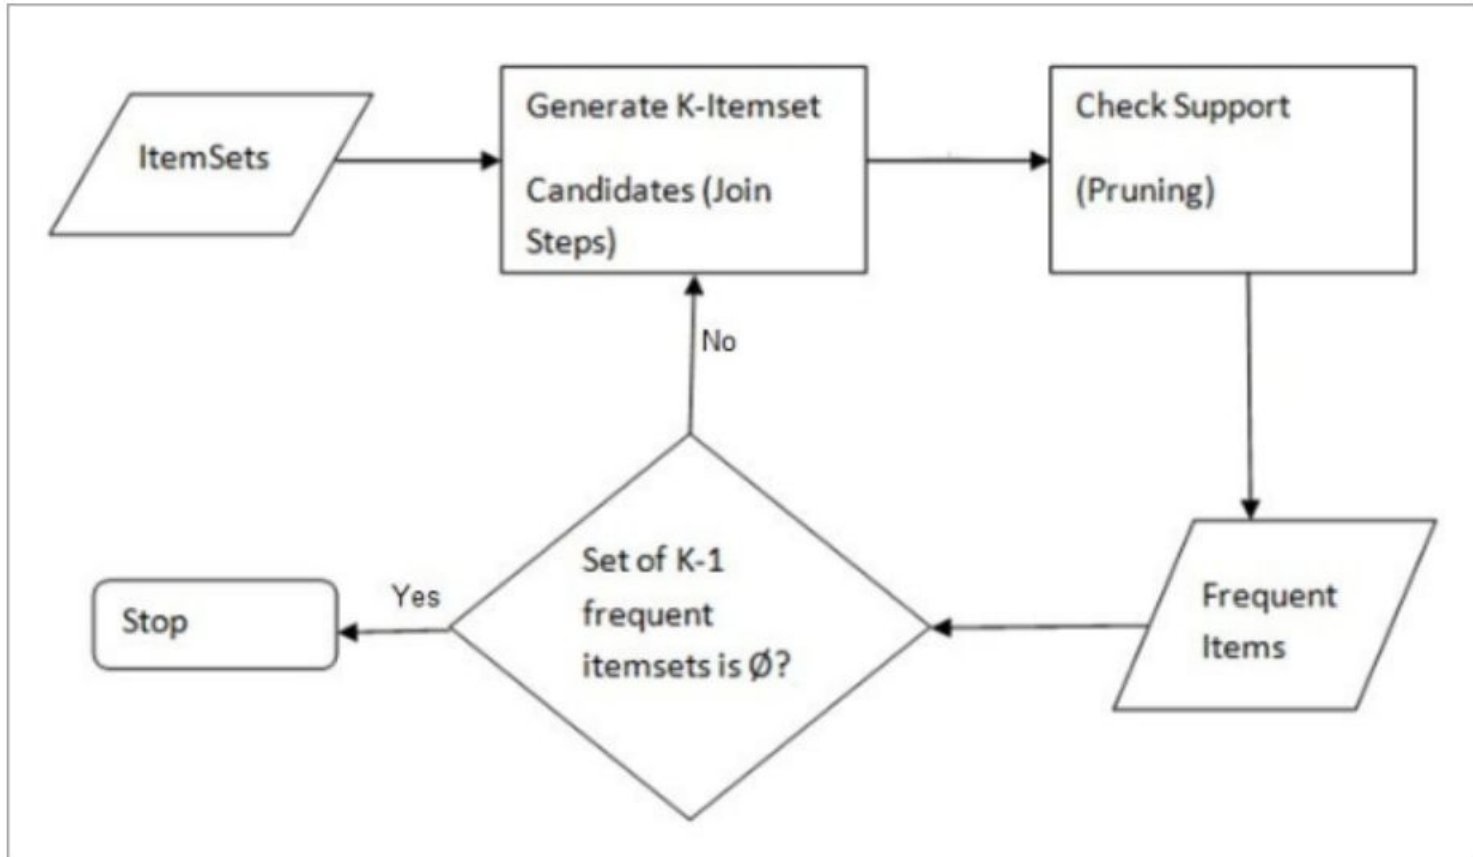 ItemSets
Generate K-Itemset
Candidates (Join
Steps)
Check Support
(Pruning)
No
Set of K-1
frequent
itemsets is Ø?
Yes
Stop
Frequent
Items